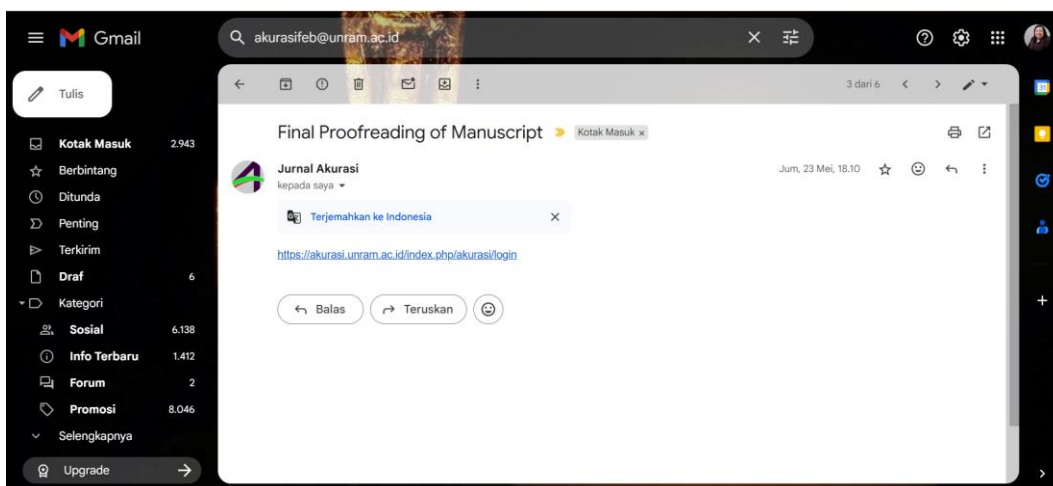 Gmail
akurasifeb@unram.ac.id
Tulis
3 dari 6
Kotak Masuk 2.943
Berbintang
Ditunda
Penting
Terkirim
Draf 6
Kategori
Sosial 6.138
Info Terbaru 1.412
Forum 2
Promosi 8.046
Selengkapnya
Upgrade
Final Proofreading of Manuscript Kotak Masuk x
Jurnal Akurasi Jum, 23 Mei, 18.10
kepada saya
Terjemahkan ke Indonesia
https://akurasi.unram.ac.id/index.php/akurasi/login
Balas Teruskan
31